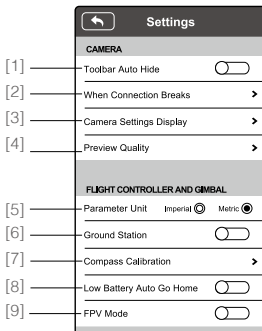 Settings
CAMERA
[1] Toolbar Auto Hide
[2] When Connection Breaks
[3] Camera Settings Display
[4] Preview Quality
FLIGHT CONTROLLER AND GIMBAL
[5] Parameter Unit Imperial Metric
[6] Ground Station
[7] Compass Calibration
[8] Low Battery Auto Go Home
[9] FPV Mode